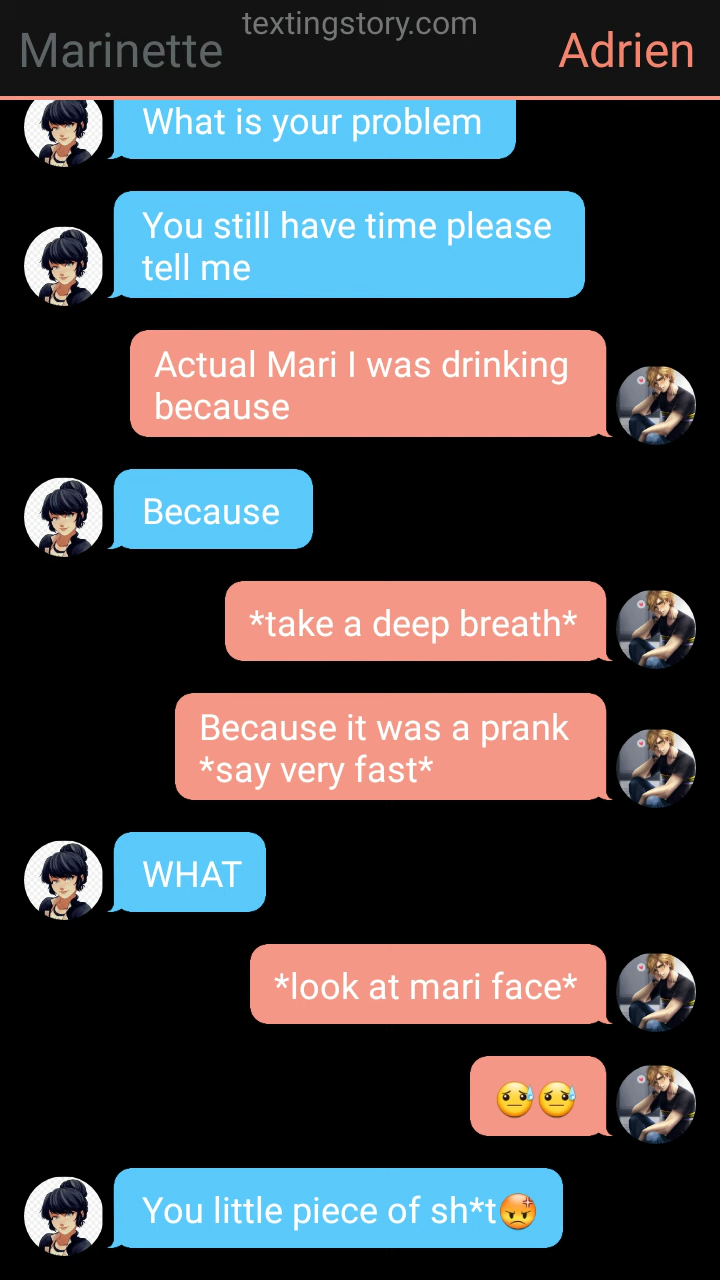 textingstory.com
Marinette
Adrien
What is your problem
You still have time please
tell me
Actual Mari I was drinking
because
Because
*take a deep breath*
Because it was a prank
*say very fast*
WHAT
*look at mari face*
😓😓
You little piece of sh*t😡